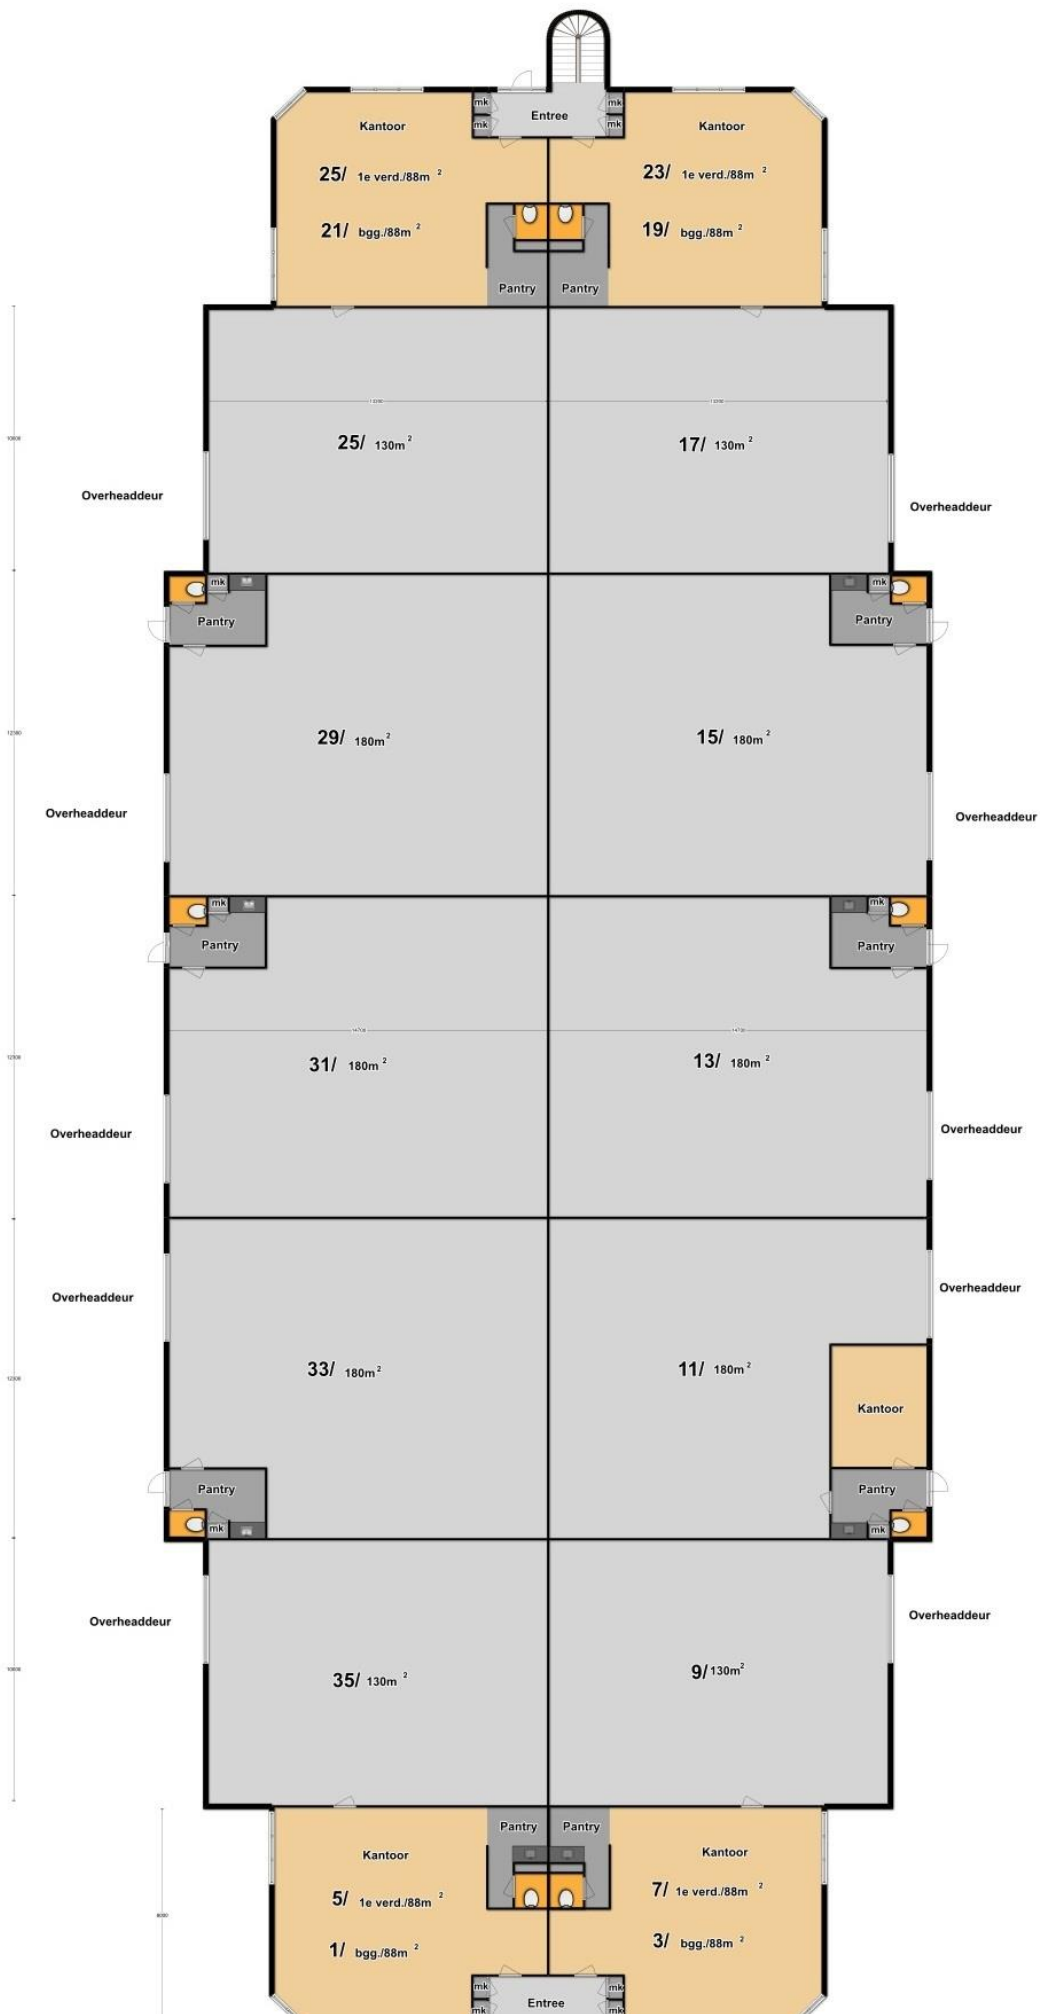 mk
mk
Entree
mk
mk
Kantoor
Kantoor
25/ 1e verd./88m 2
23/ 1e verd./88m 2
21/ bgg./88m 2
19/ bgg./88m 2
Pantry
Pantry
13200
13200
10000
25/ 130m 2
17/ 130m 2
Overheaddeur
Overheaddeur
mk
mk
Pantry
Pantry
29/ 180m 2
15/ 180m 2
Overheaddeur
Overheaddeur
mk
mk
Pantry
Pantry
14700
14700
31/ 180m 2
13/ 180m 2
Overheaddeur
Overheaddeur
Overheaddeur
Overheaddeur
33/ 180m 2
11/ 180m 2
Kantoor
Pantry
Pantry
mk
mk
Overheaddeur
Overheaddeur
35/ 130m 2
9/ 130m 2
Pantry
Pantry
Kantoor
Kantoor
5/ 1e verd./88m 2
7/ 1e verd./88m 2
1/ bgg./88m 2
3/ bgg./88m 2
mk
mk
Entree
mk
mk